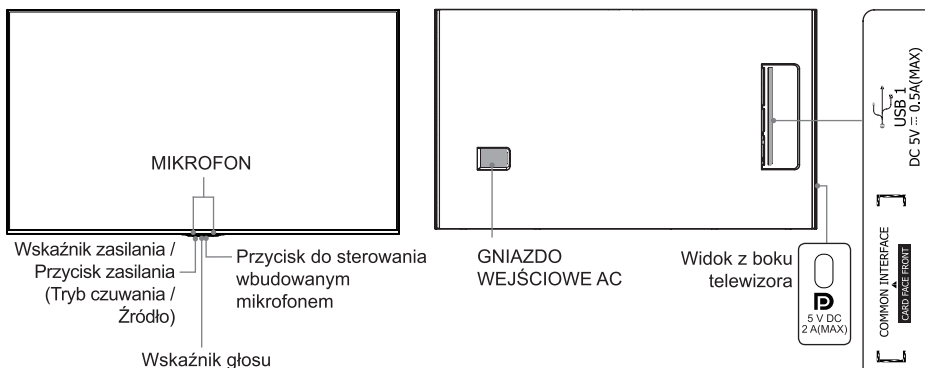 MIKROFON
Wskaźnik zasilania /
Przycisk zasilania
(Tryb czuwania /
Źródło)
Przycisk do sterowania
wbudowanym
mikrofonem
Wskaźnik głosu
GNIAZDO
WEJŚCIOWE AC
Widok z boku
telewizora
5 V DC
2 A(MAX)
USB 1
DC 5V ⎓ 0.5A(MAX)
COMMON INTERFACE
CARD FACE FRONT